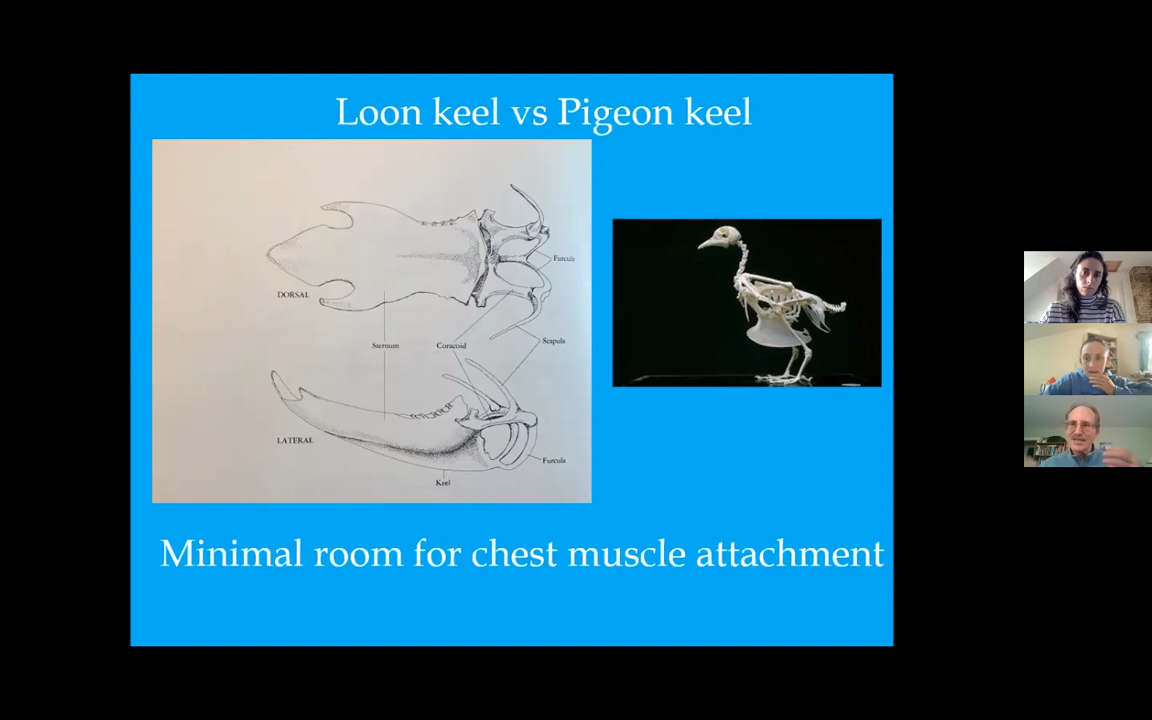 Loon keel vs Pigeon keel
Furcula
DORSAL
Sternum
Coracoid
Scapula
LATERAL
Furcula
Keel
Minimal room for chest muscle attachment